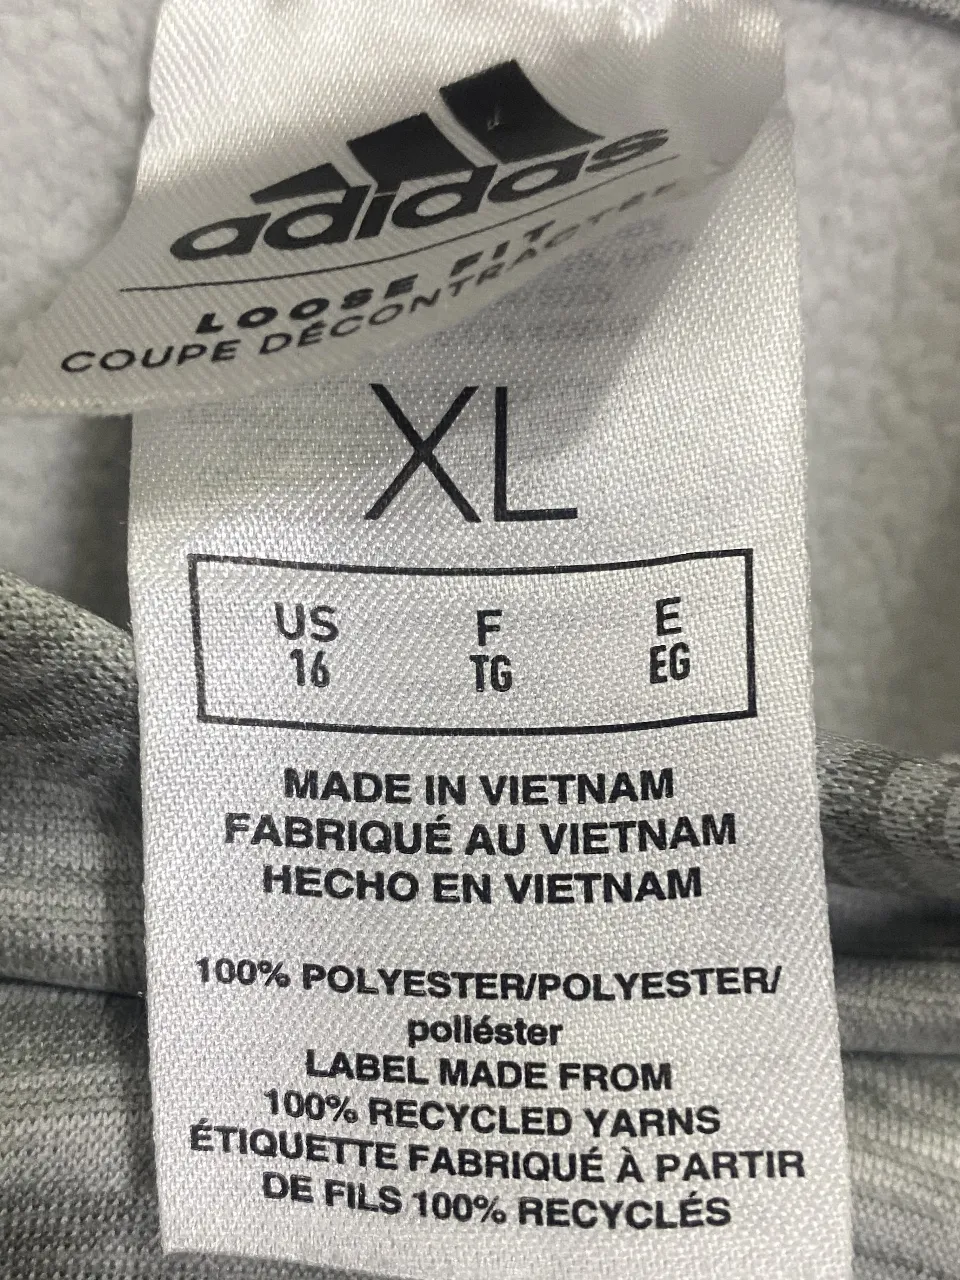 adidas
LOOSE FIT
COUPE DÉCONTRACTÉE
XL
US F E
16 TG EG
MADE IN VIETNAM
FABRIQUÉ AU VIETNAM
HECHO EN VIETNAM
100% POLYESTER/POLYESTER/
poliéster
LABEL MADE FROM
100% RECYCLED YARNS
ÉTIQUETTE FABRIQUÉ À PARTIR
DE FILS 100% RECYCLÉS